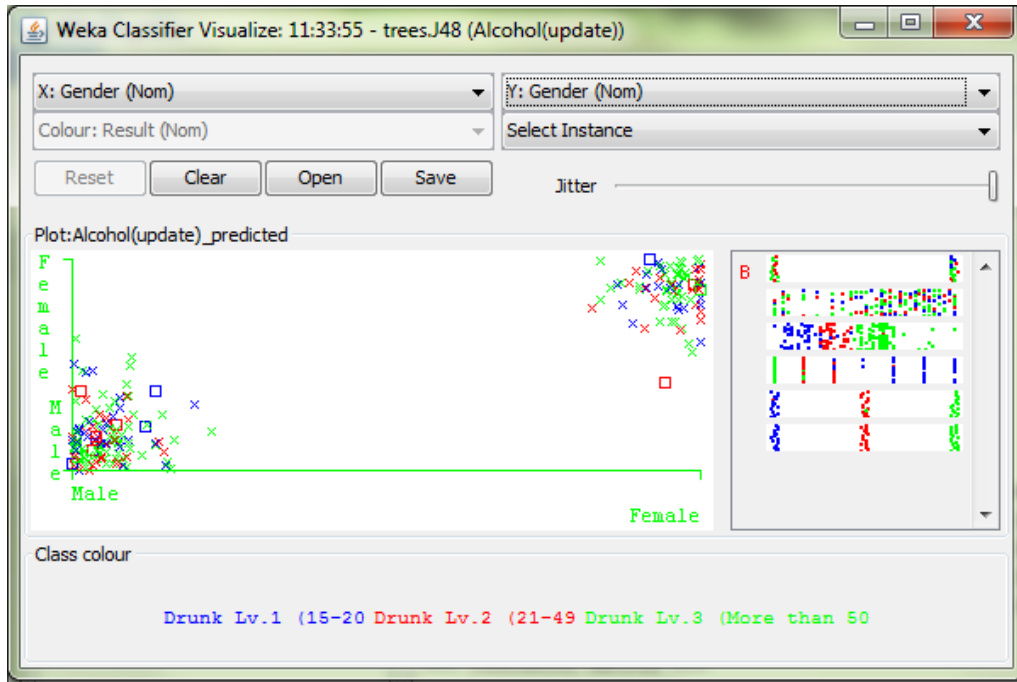 Weka Classifier Visualize: 11:33:55 - trees.J48 (Alcohol(update))
X: Gender (Nom)
Y: Gender (Nom)
Colour: Result (Nom)
Select Instance
Reset
Clear
Open
Save
Jitter
Plot:Alcohol(update)_predicted
Female
Male
Male
Female
B
Class colour
Drunk Lv.1 (15-20 Drunk Lv.2 (21-49 Drunk Lv.3 (More than 50